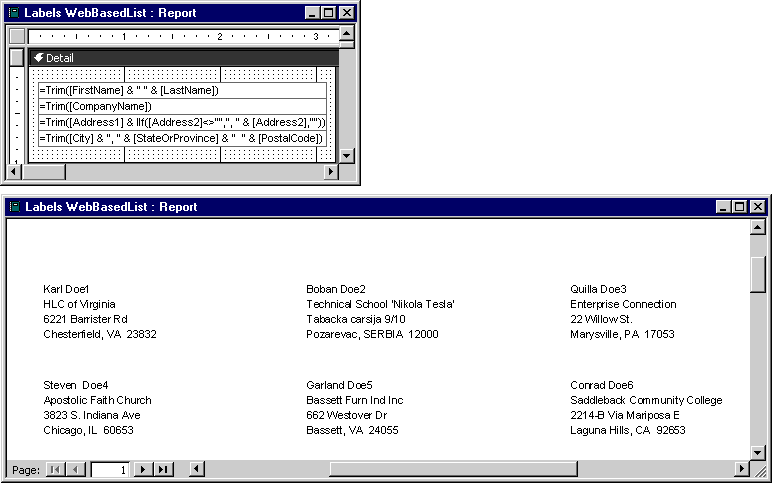 Labels WebBasedList : Report
1 2 3
Detail
=Trim([FirstName] & " " & [LastName])
=Trim([CompanyName])
=Trim([Address1] & IIf([Address2]<>"",", " & [Address2],""))
=Trim([City] & ", " & [StateOrProvince] & "  " & [PostalCode])
1
Labels WebBasedList : Report
Karl Doe1 Boban Doe2 Quilla Doe3
HLC of Virginia Technical School 'Nikola Tesla' Enterprise Connection
6221 Barrister Rd Tabacka carsija 9/10 22 Willow St.
Chesterfield, VA  23832 Pozarevac, SERBIA  12000 Marysville, PA  17053
Steven  Doe4 Garland Doe5 Conrad Doe6
Apostolic Faith Church Bassett Furn Ind Inc Saddleback Community College
3823 S. Indiana Ave 662 Westover Dr 2214-B Via Mariposa E
Chicago, IL  60653 Bassett, VA  24055 Laguna Hills, CA  92653
Page: 1